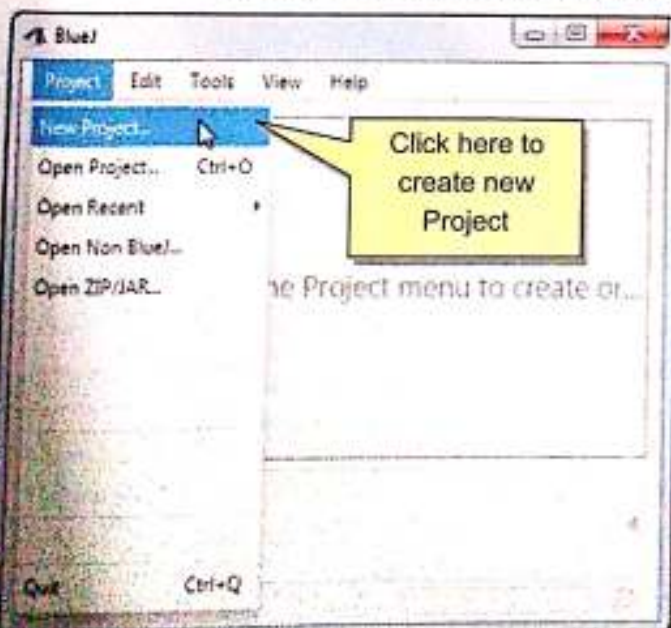 BlueJ
Project Edit Tools View Help
New Project...
Open Project... Ctrl+O
Open Recent
Open Non BlueJ...
Open ZIP/JAR...
Click here to
create new
Project
he Project menu to create or...
Quit Ctrl+Q